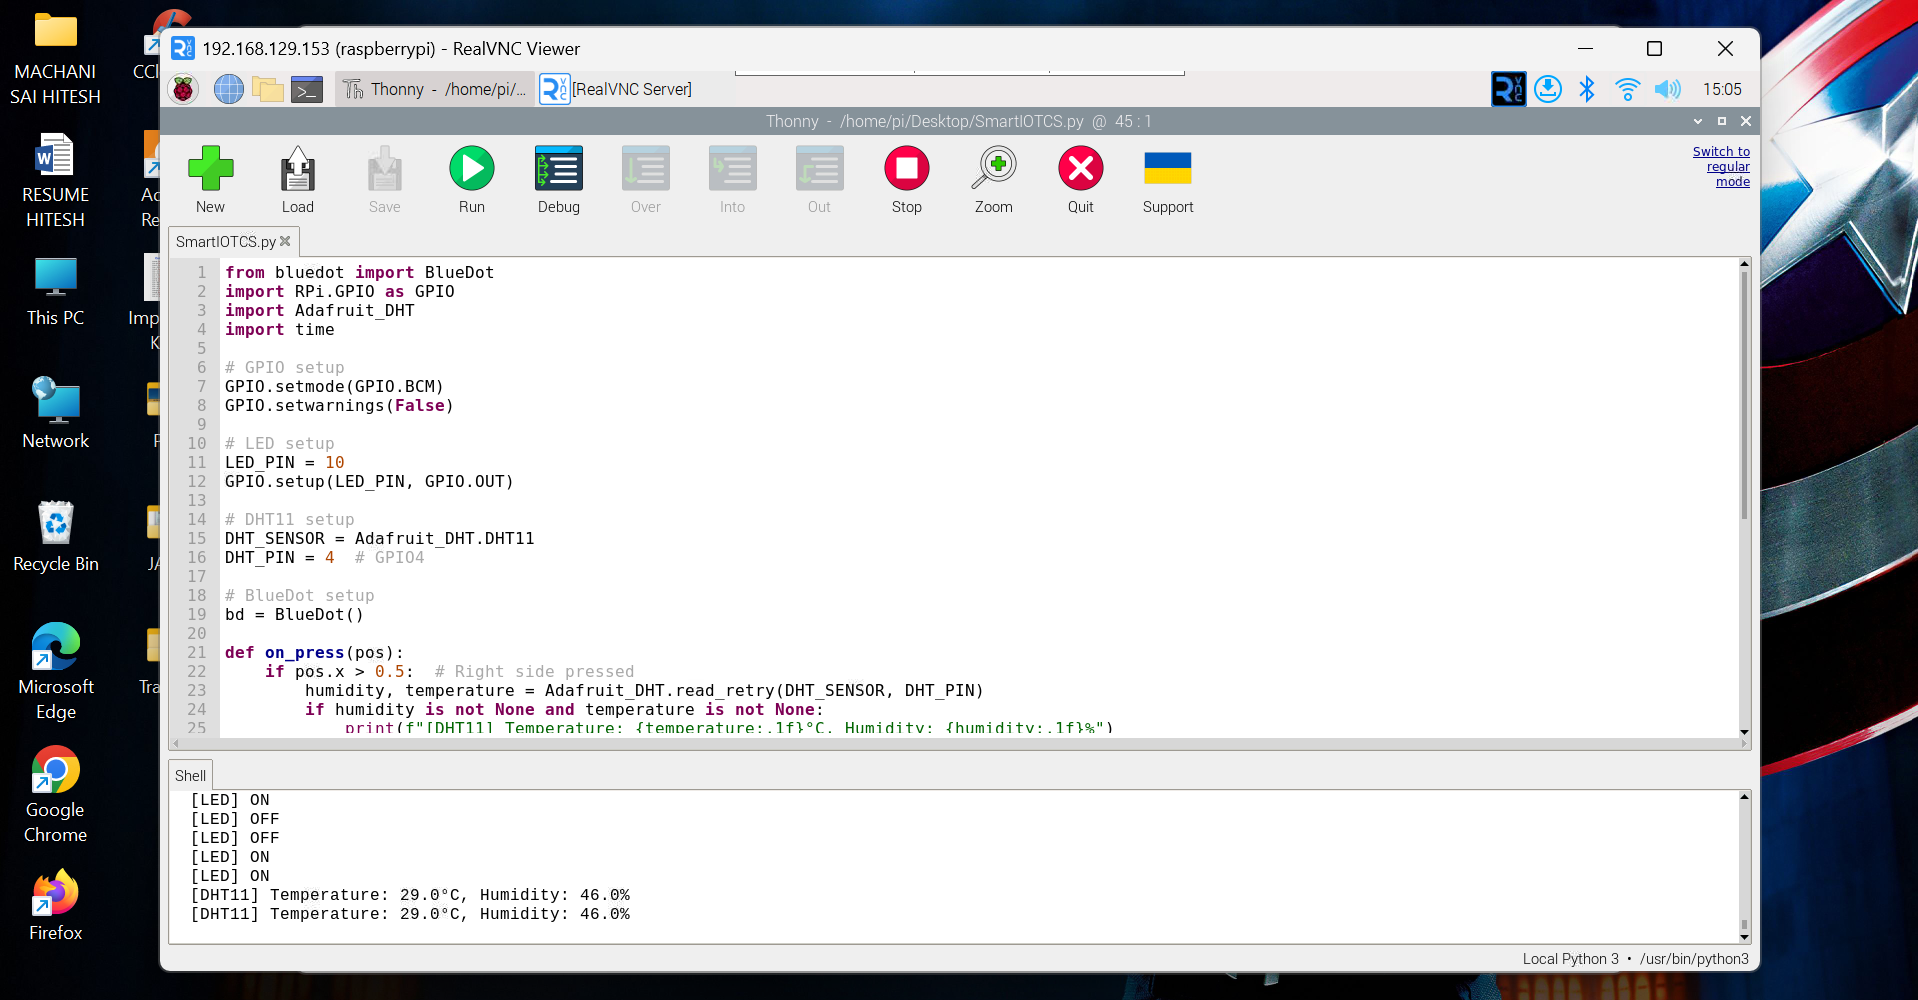 MACHANI
SAI HITESH
RESUME
HITESH
This PC
Network
Recycle Bin
Microsoft
Edge
Google
Chrome
Firefox
192.168.129.153 (raspberrypi) - RealVNC Viewer
Thonny - /home/pi/...
[RealVNC Server]
15:05
Thonny - /home/pi/Desktop/SmartIOTCS.py @ 45 : 1
New
Load
Save
Run
Debug
Over
Into
Out
Stop
Zoom
Quit
Support
Switch to
regular
mode
SmartIOTCS.py
1 from bluedot import BlueDot
2 import RPi.GPIO as GPIO
3 import Adafruit_DHT
4 import time
5
6 # GPIO setup
7 GPIO.setmode(GPIO.BCM)
8 GPIO.setwarnings(False)
9
10 # LED setup
11 LED_PIN = 10
12 GPIO.setup(LED_PIN, GPIO.OUT)
13
14 # DHT11 setup
15 DHT_SENSOR = Adafruit_DHT.DHT11
16 DHT_PIN = 4  # GPIO4
17
18 # BlueDot setup
19 bd = BlueDot()
20
21 def on_press(pos):
22     if pos.x > 0.5:  # Right side pressed
23         humidity, temperature = Adafruit_DHT.read_retry(DHT_SENSOR, DHT_PIN)
24         if humidity is not None and temperature is not None:
25             print(f"[DHT11] Temperature: {temperature:.1f}°C, Humidity: {humidity:.1f}%")
Shell
[LED] ON
[LED] OFF
[LED] OFF
[LED] ON
[LED] ON
[DHT11] Temperature: 29.0°C, Humidity: 46.0%
[DHT11] Temperature: 29.0°C, Humidity: 46.0%
Local Python 3 • /usr/bin/python3